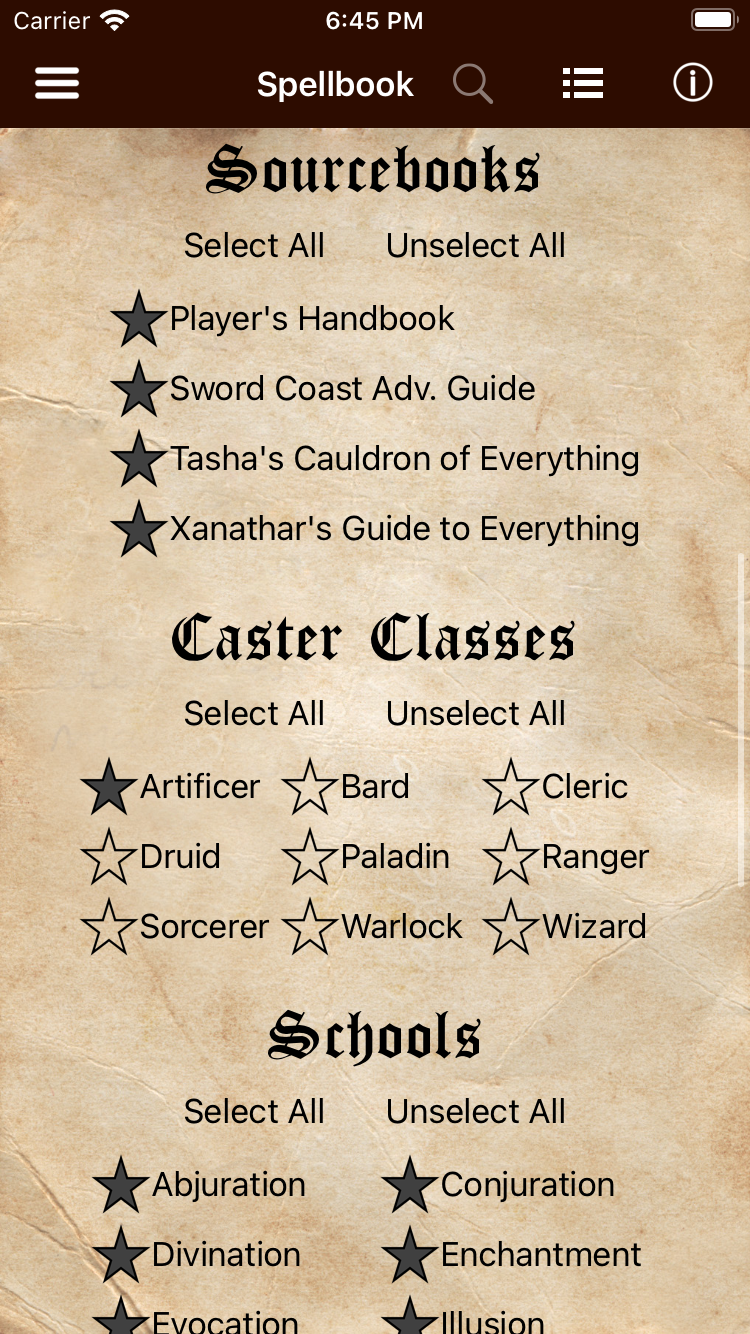 Carrier 6:45 PM
Spellbook
Sourcebooks
Select All Unselect All
Player's Handbook
Sword Coast Adv. Guide
Tasha's Cauldron of Everything
Xanathar's Guide to Everything
Caster Classes
Select All Unselect All
Artificer Bard Cleric
Druid Paladin Ranger
Sorcerer Warlock Wizard
Schools
Select All Unselect All
Abjuration Conjuration
Divination Enchantment
Evocation Illusion